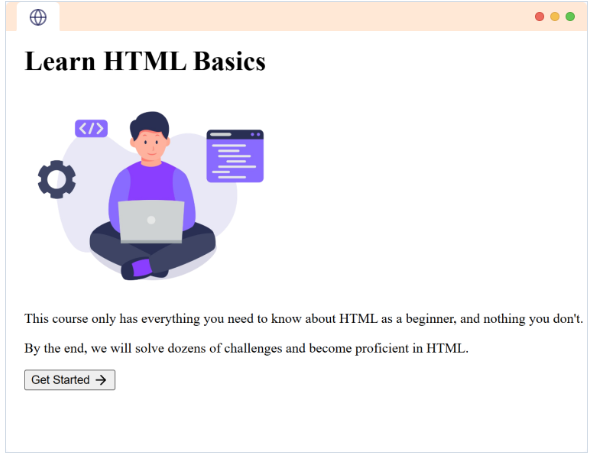 Learn HTML Basics
</>
This course only has everything you need to know about HTML as a beginner, and nothing you don't.
By the end, we will solve dozens of challenges and become proficient in HTML.
Get Started →